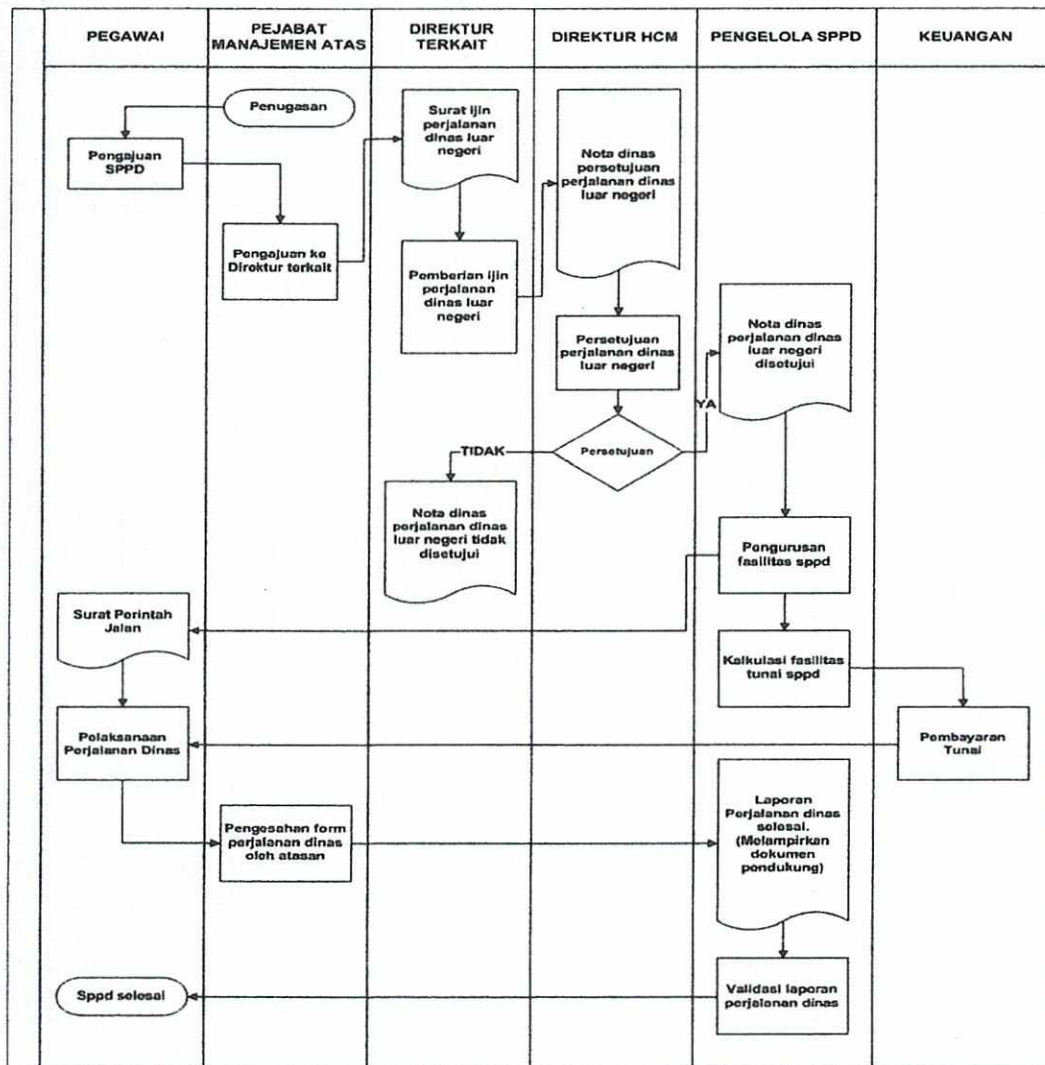 PEGAWAI
PEJABAT
MANAJEMEN ATAS
DIREKTUR
TERKAIT
DIREKTUR HCM
PENGELOLA SPPD
KEUANGAN
Penugasan
Pengajuan
SPPD
Pengajuan ke
Direktur terkait
Surat ijin
perjalanan
dinas luar
negeri
Pemberian ijin
perjalanan
dinas luar
negeri
Nota dinas
persetujuan
perjalanan dinas
luar negeri
Persetujuan
perjalanan dinas
luar negeri
Persetujuan
YA
TIDAK
Nota dinas
perjalanan dinas
luar negeri
disetujui
Nota dinas
perjalanan dinas
luar negeri tidak
disetujui
Pengurusan
fasilitas sppd
Surat Perintah
Jalan
Kalkulasi fasilitas
tunai sppd
Pelaksanaan
Perjalanan Dinas
Pembayaran
Tunai
Pengesahan form
perjalanan dinas
oleh atasan
Laporan
Perjalanan dinas
selesai.
(Melampirkan
dokumen
pendukung)
Validasi laporan
perjalanan dinas
Sppd selesai